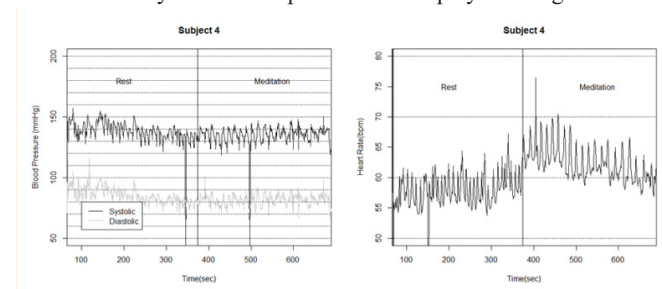 Subject 4
200
150
100
50
Blood Pressure (mmHg)
Rest
Meditation
Systolic
Diastolic
100 200 300 400 500 600
Time(sec)
Subject 4
80
75
70
65
60
55
50
Heart Rate(bpm)
Rest
Meditation
100 200 300 400 500 600
Time(sec)